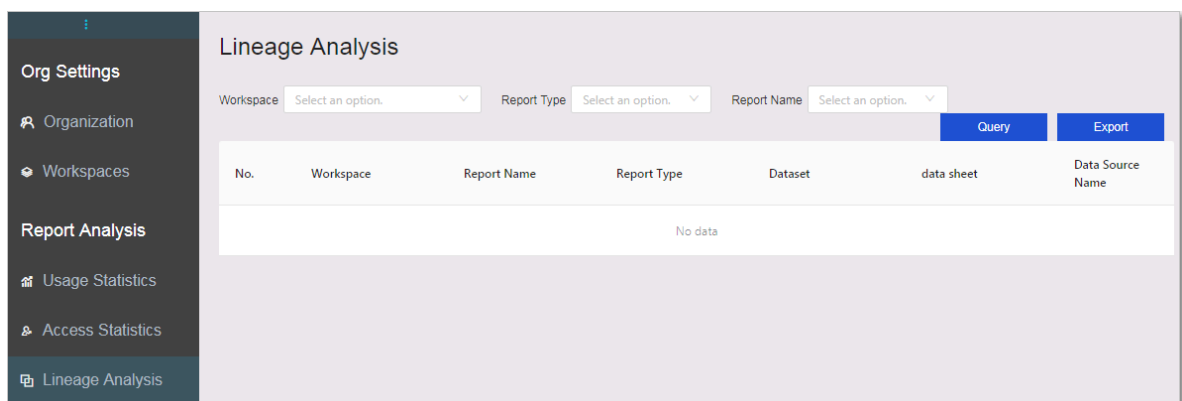 Org Settings
Organization
Workspaces
Report Analysis
Usage Statistics
Access Statistics
Lineage Analysis
Lineage Analysis
Workspace Select an option. Report Type Select an option. Report Name Select an option.
Query Export
No. Workspace Report Name Report Type Dataset data sheet Data Source
Name
No data